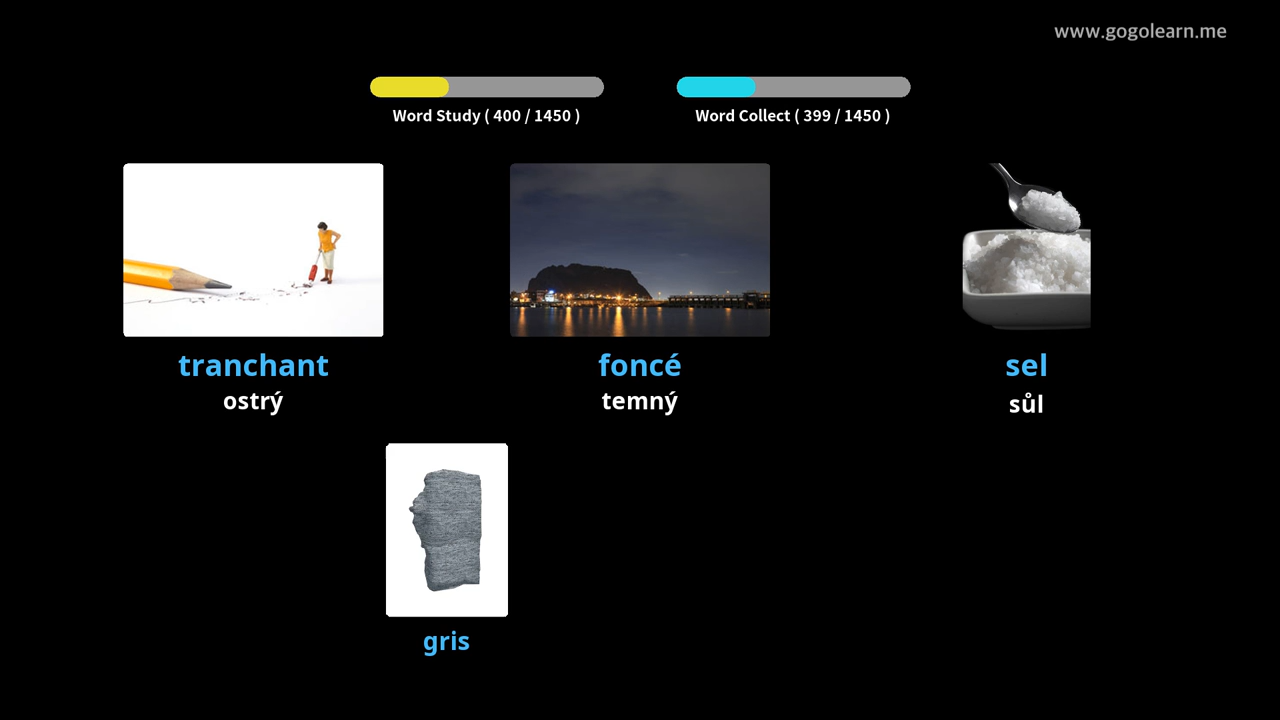 www.gogolearn.me
Word Study ( 400 / 1450 )
Word Collect ( 399 / 1450 )
tranchant
ostrý
foncé
temný
sel
sůl
gris